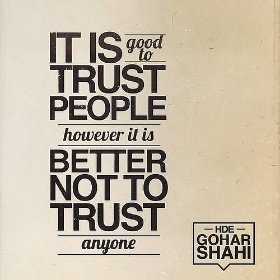 IT IS good
to
TRUST
PEOPLE
however it is
BETTER
NOT TO
TRUST
anyone
HDE
GOHAR
SHAHI